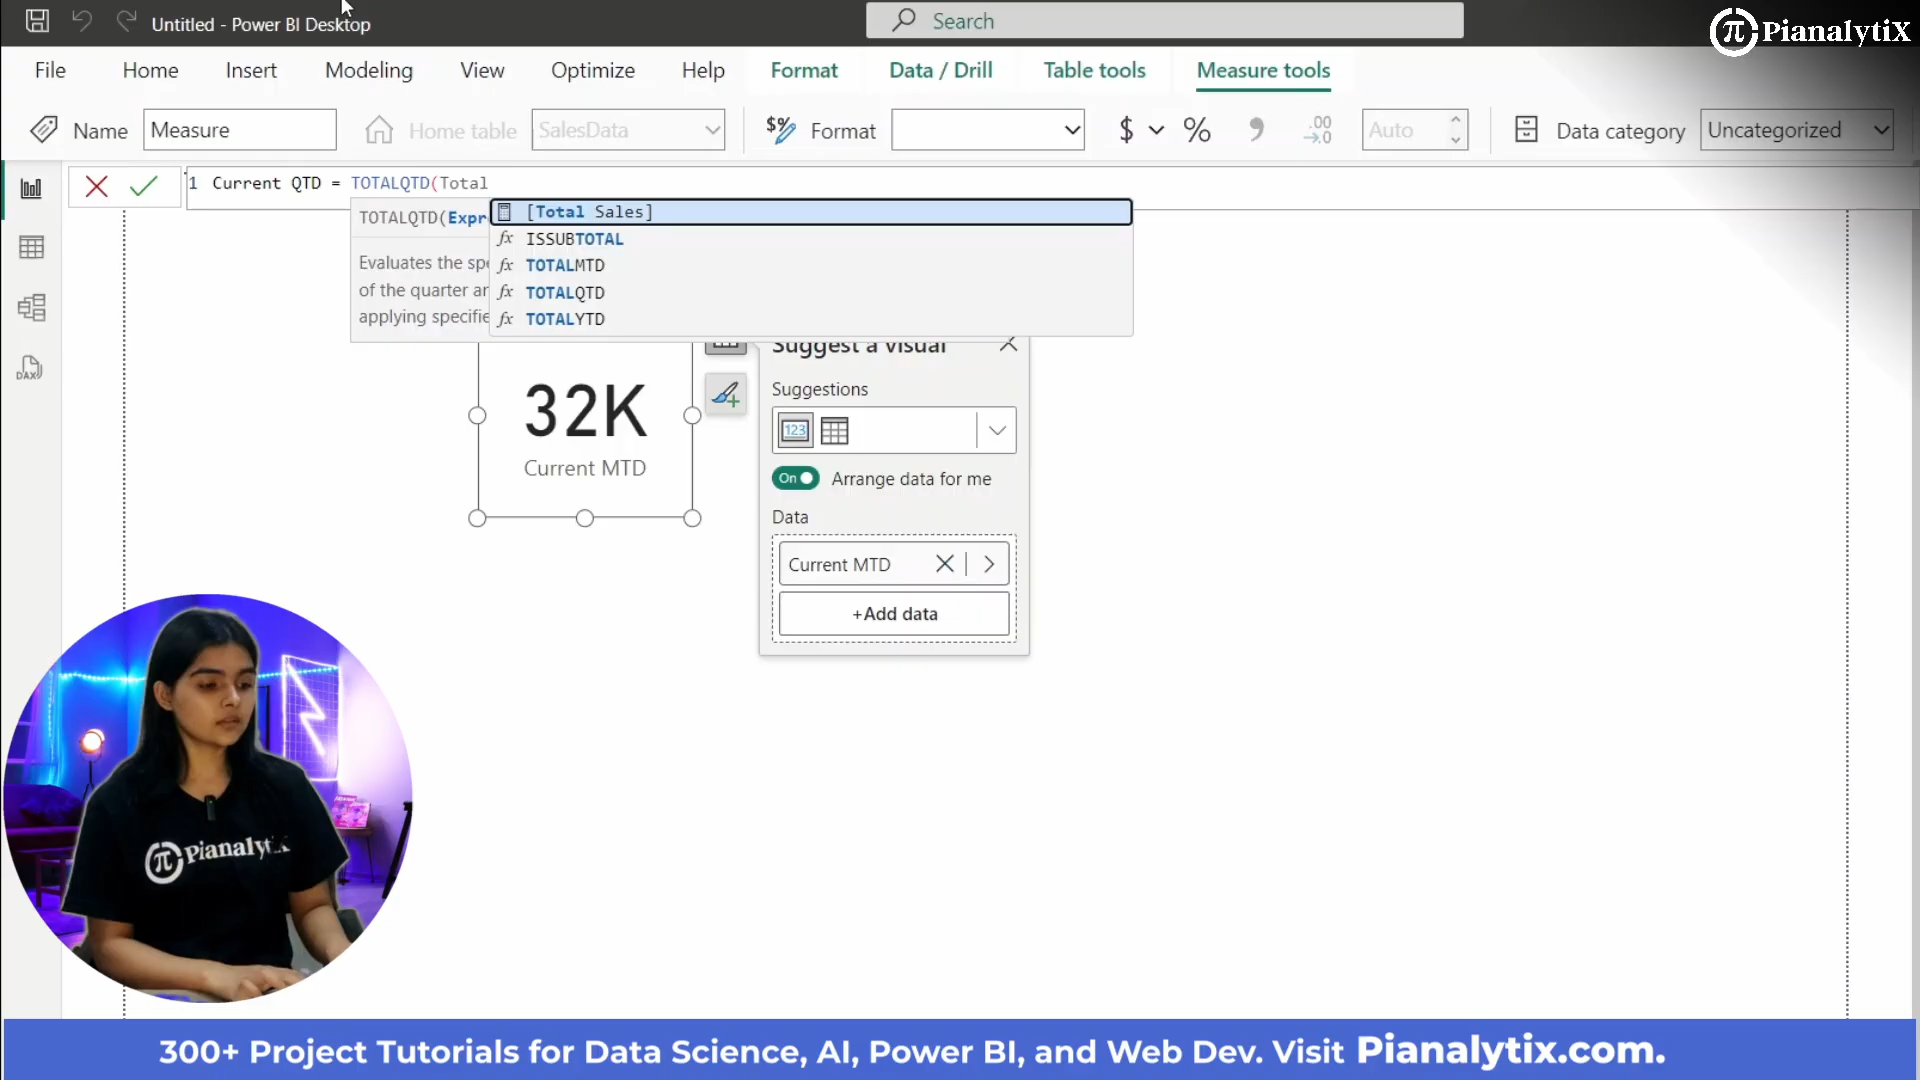 Untitled - Power BI Desktop
Search
PianalytiX
File Home Insert Modeling View Optimize Help Format Data / Drill Table tools Measure tools
Name Measure Home table SalesData Format $ % Auto Data category Uncategorized
1 Current QTD = TOTALQTD(Total
TOTALQTD(Expr
[Total Sales]
ISSUBTOTAL
Evaluates the spe
TOTALMTD
of the quarter an
TOTALQTD
applying specifie
TOTALYTD
Suggest a visual
Suggestions
123
32K
Current MTD
On Arrange data for me
Data
Current MTD
+Add data
DAX
Pianalytix
300+ Project Tutorials for Data Science, AI, Power BI, and Web Dev. Visit Pianalytix.com.